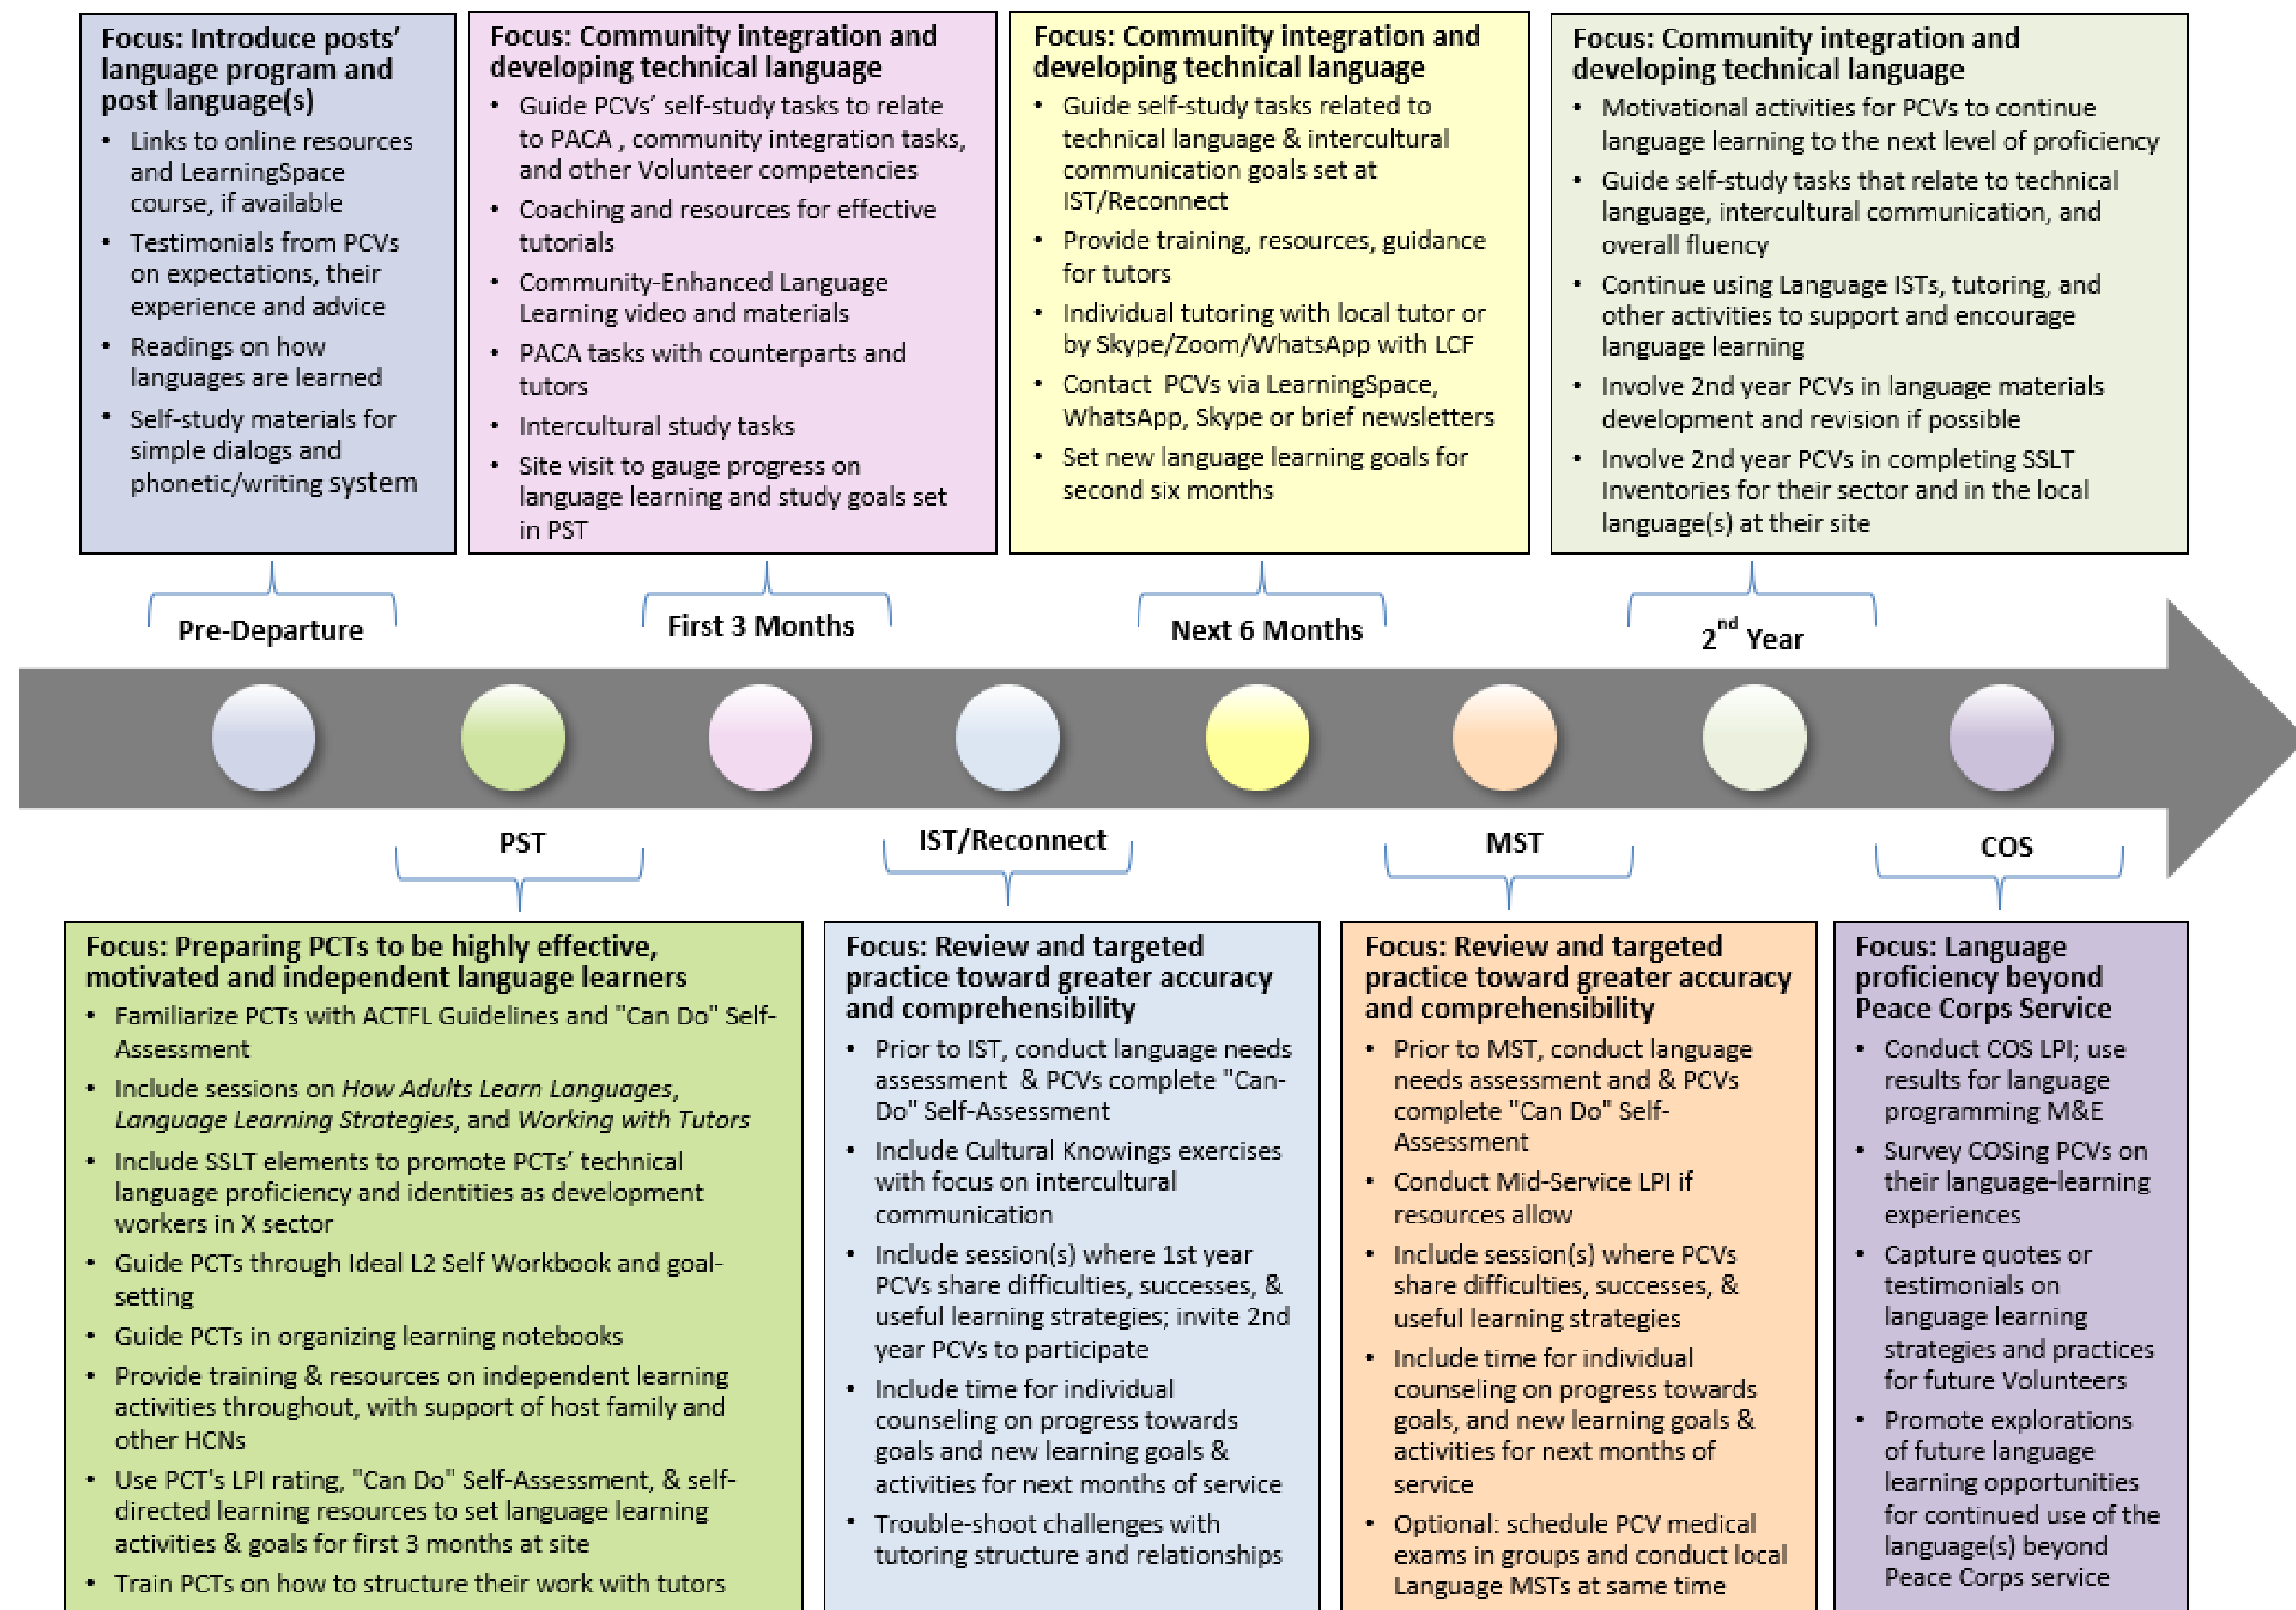 Focus: Introduce posts’
language program and
post language(s)
• Links to online resources
and LearningSpace
course, if available
• Testimonials from PCVs
on expectations, their
experience and advice
• Readings on how
languages are learned
• Self-study materials for
simple dialogs and
phonetic/writing system
Focus: Community integration and
developing technical language
• Guide PCVs’ self-study tasks to relate
to PACA , community integration tasks,
and other Volunteer competencies
• Coaching and resources for effective
tutorials
• Community-Enhanced Language
Learning video and materials
• PACA tasks with counterparts and
tutors
• Intercultural study tasks
• Site visit to gauge progress on
language learning and study goals set
in PST
Focus: Community integration and
developing technical language
• Guide self-study tasks related to
technical language & intercultural
communication goals set at
IST/Reconnect
• Provide training, resources, guidance
for tutors
• Individual tutoring with local tutor or
by Skype/Zoom/WhatsApp with LCF
• Contact  PCVs via LearningSpace,
WhatsApp, Skype or brief newsletters
• Set new language learning goals for
second six months
Focus: Community integration and
developing technical language
• Motivational activities for PCVs to continue
language learning to the next level of proficiency
• Guide self-study tasks that relate to technical
language, intercultural communication, and
overall fluency
• Continue using Language ISTs, tutoring, and
other activities to support and encourage
language learning
• Involve 2nd year PCVs in language materials
development and revision if possible
• Involve 2nd year PCVs in completing SSLT
Inventories for their sector and in the local
language(s) at their site
Pre-Departure
First 3 Months
Next 6 Months
2nd Year
PST
IST/Reconnect
MST
COS
Focus: Preparing PCTs to be highly effective,
motivated and independent language learners
• Familiarize PCTs with ACTFL Guidelines and "Can Do" Self-
Assessment
• Include sessions on How Adults Learn Languages,
Language Learning Strategies, and Working with Tutors
• Include SSLT elements to promote PCTs’ technical
language proficiency and identities as development
workers in X sector
• Guide PCTs through Ideal L2 Self Workbook and goal-
setting
• Guide PCTs in organizing learning notebooks
• Provide training & resources on independent learning
activities throughout, with support of host family and
other HCNs
• Use PCT's LPI rating, "Can Do" Self-Assessment, & self-
directed learning resources to set language learning
activities & goals for first 3 months at site
• Train PCTs on how to structure their work with tutors
Focus: Review and targeted
practice toward greater accuracy
and comprehensibility
• Prior to IST, conduct language needs
assessment  & PCVs complete "Can-
Do" Self-Assessment
• Include Cultural Knowings exercises
with focus on intercultural
communication
• Include session(s) where 1st year
PCVs share difficulties, successes, &
useful learning strategies; invite 2nd
year PCVs to participate
• Include time for individual
counseling on progress towards
goals and new learning goals &
activities for next months of service
• Trouble-shoot challenges with
tutoring structure and relationships
Focus: Review and targeted
practice toward greater accuracy
and comprehensibility
• Prior to MST, conduct language
needs assessment and & PCVs
complete "Can Do" Self-
Assessment
• Conduct Mid-Service LPI if
resources allow
• Include session(s) where PCVs
share difficulties, successes, &
useful learning strategies
• Include time for individual
counseling on progress towards
goals, and new learning goals &
activities for next months of
service
• Optional: schedule PCV medical
exams in groups and conduct local
Language MSTs at same time
Focus: Language
proficiency beyond
Peace Corps Service
• Conduct COS LPI; use
results for language
programming M&E
• Survey COSing PCVs on
their language-learning
experiences
• Capture quotes or
testimonials on
language learning
strategies and practices
for future Volunteers
• Promote explorations
of future language
learning opportunities
for continued use of the
language(s) beyond
Peace Corps service